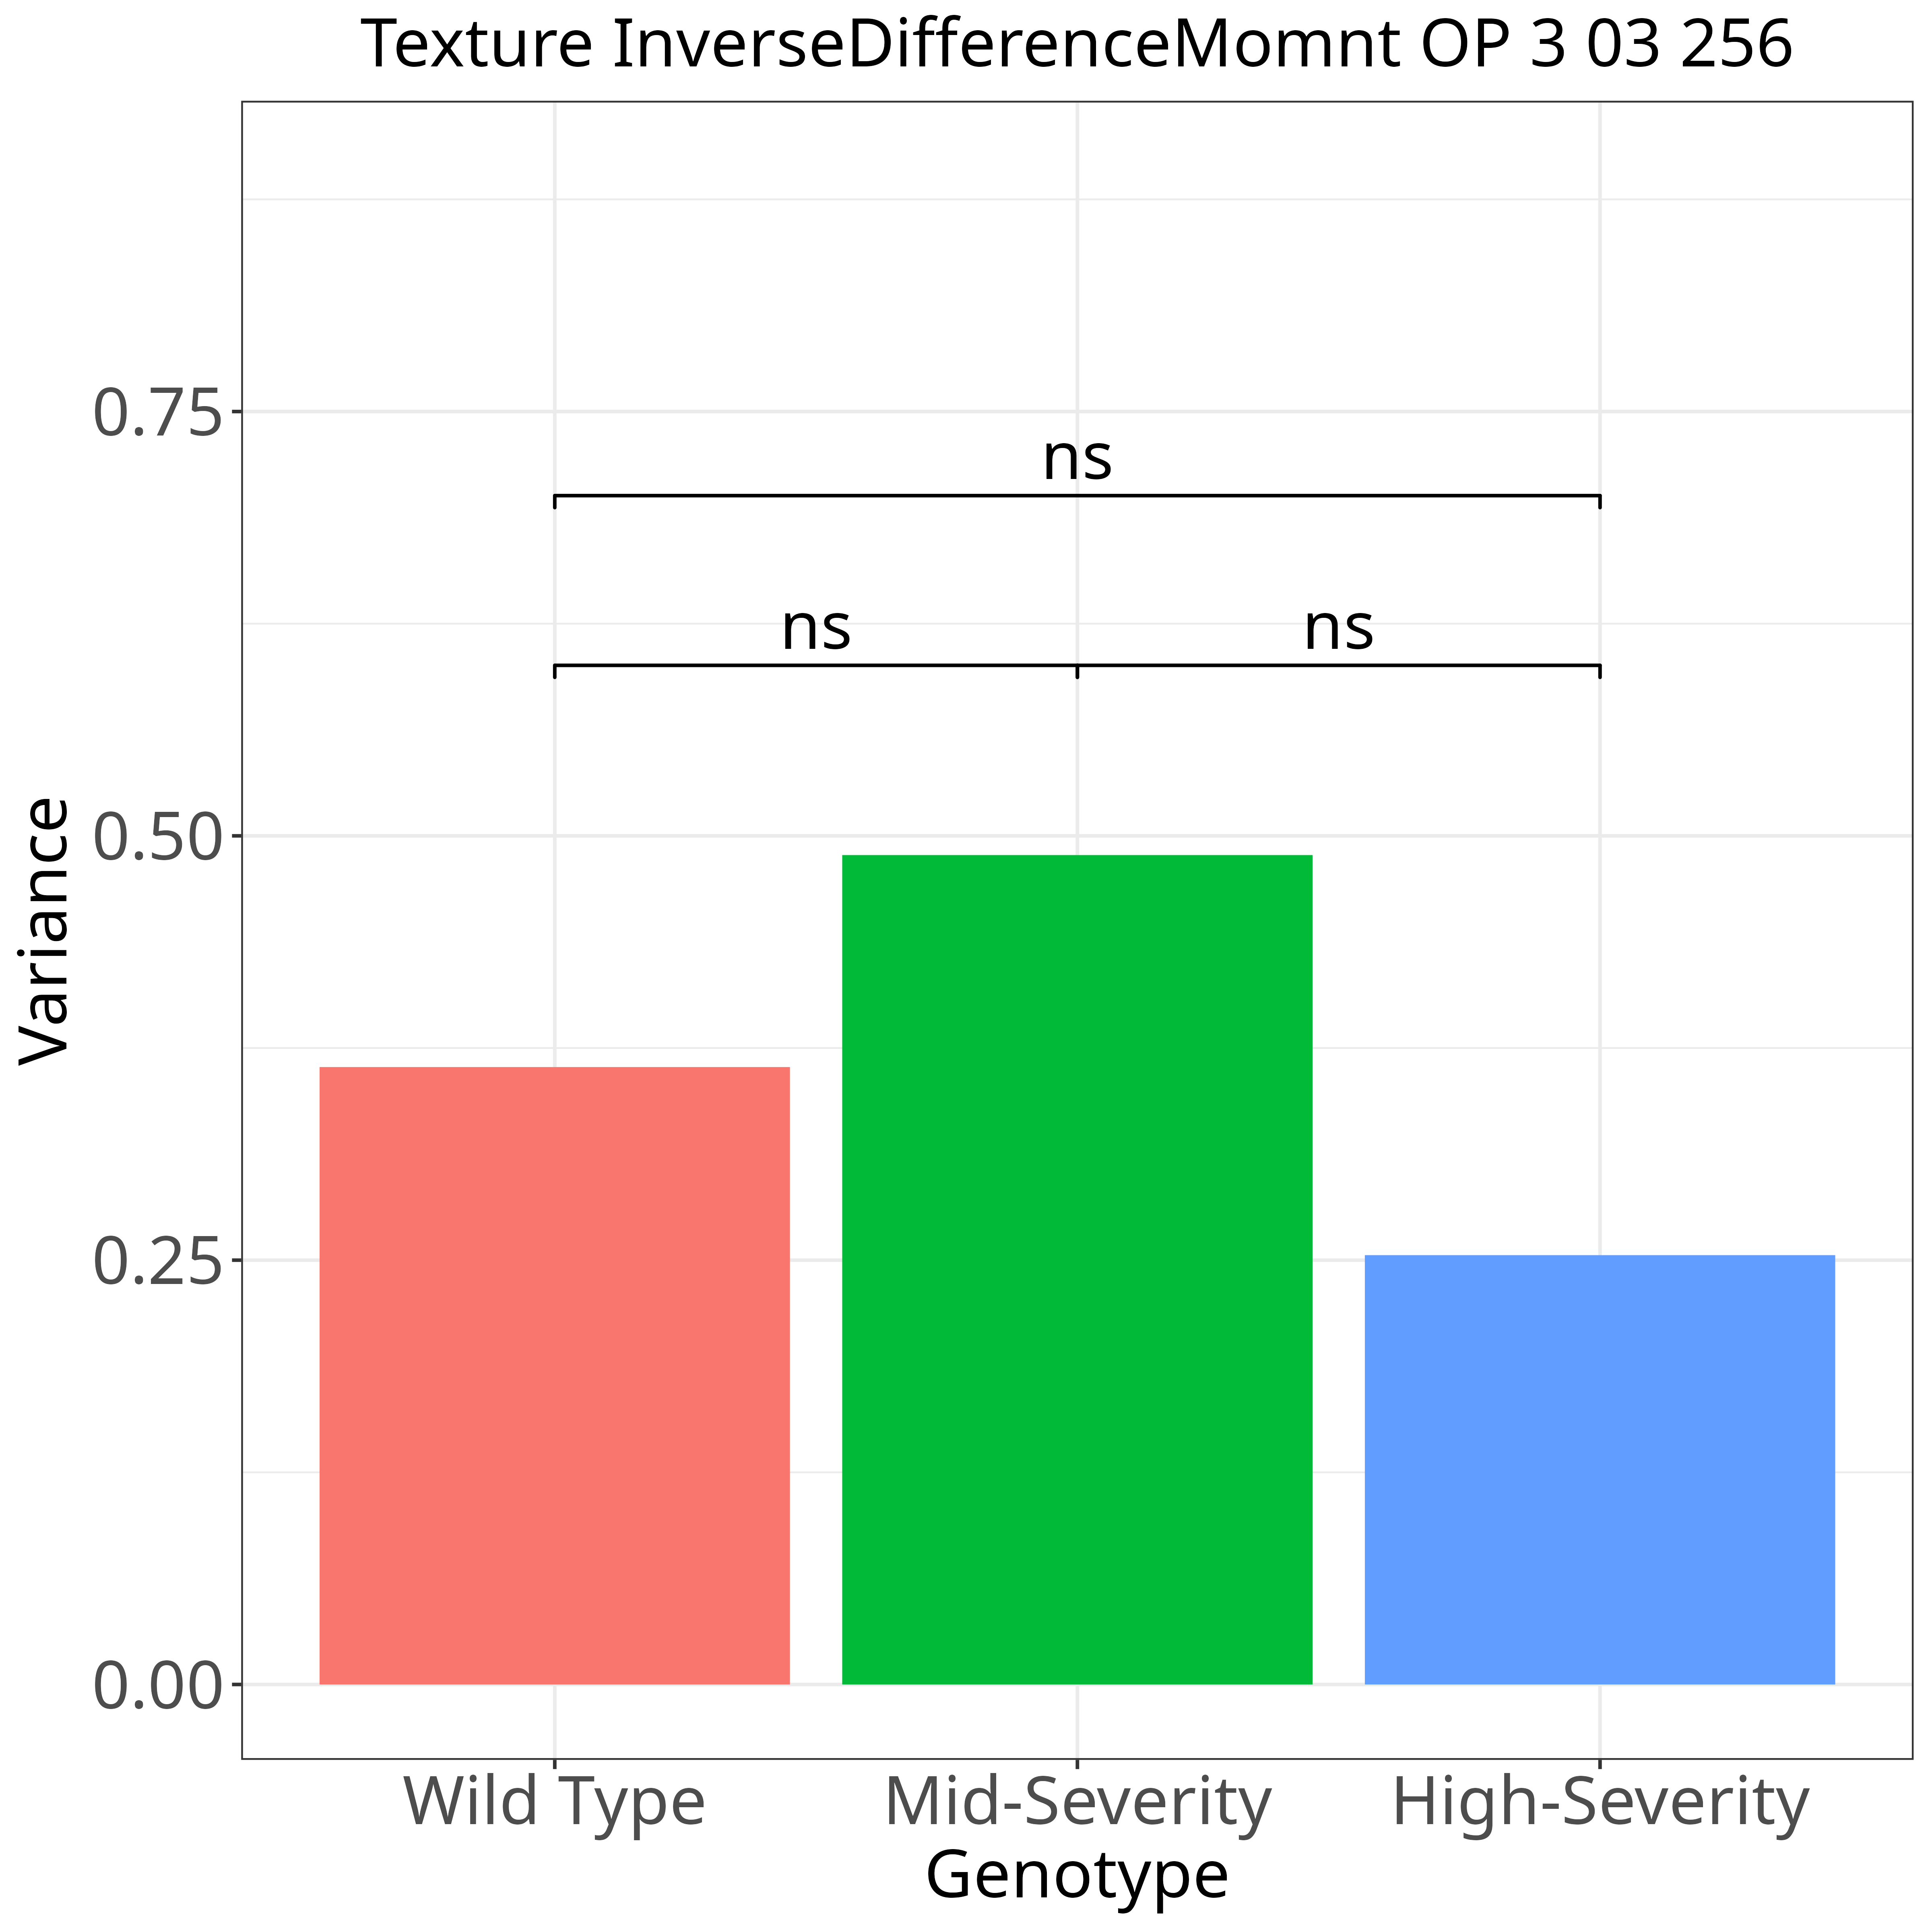 Texture InverseDifferenceMomnt OP 3 03 256
0.75
ns
ns ns
Variance
0.50
0.25
0.00
Wild Type Mid-Severity High-Severity
Genotype